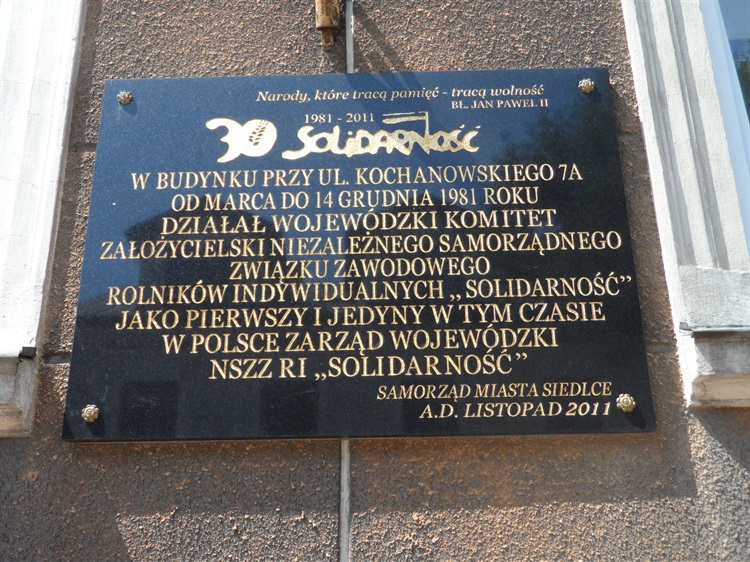 Narody, które tracą pamięć - tracą wolność
BŁ. JAN PAWEŁ II
1981 - 2011
30 SOLIDARNOŚĆ
W BUDYNKU PRZY UL. KOCHANOWSKIEGO 7A
OD MARCA DO 14 GRUDNIA 1981 ROKU
DZIAŁAŁ WOJEWÓDZKI KOMITET
ZAŁOŻYCIELSKI NIEZALEŻNEGO SAMORZĄDNEGO
ZWIĄZKU ZAWODOWEGO
ROLNIKÓW INDYWIDUALNYCH „SOLIDARNOŚĆ”
JAKO PIERWSZY I JEDYNY W TYM CZASIE
W POLSCE ZARZĄD WOJEWÓDZKI
NSZZ RI „SOLIDARNOŚĆ”
SAMORZĄD MIASTA SIEDLCE
A.D. LISTOPAD 2011